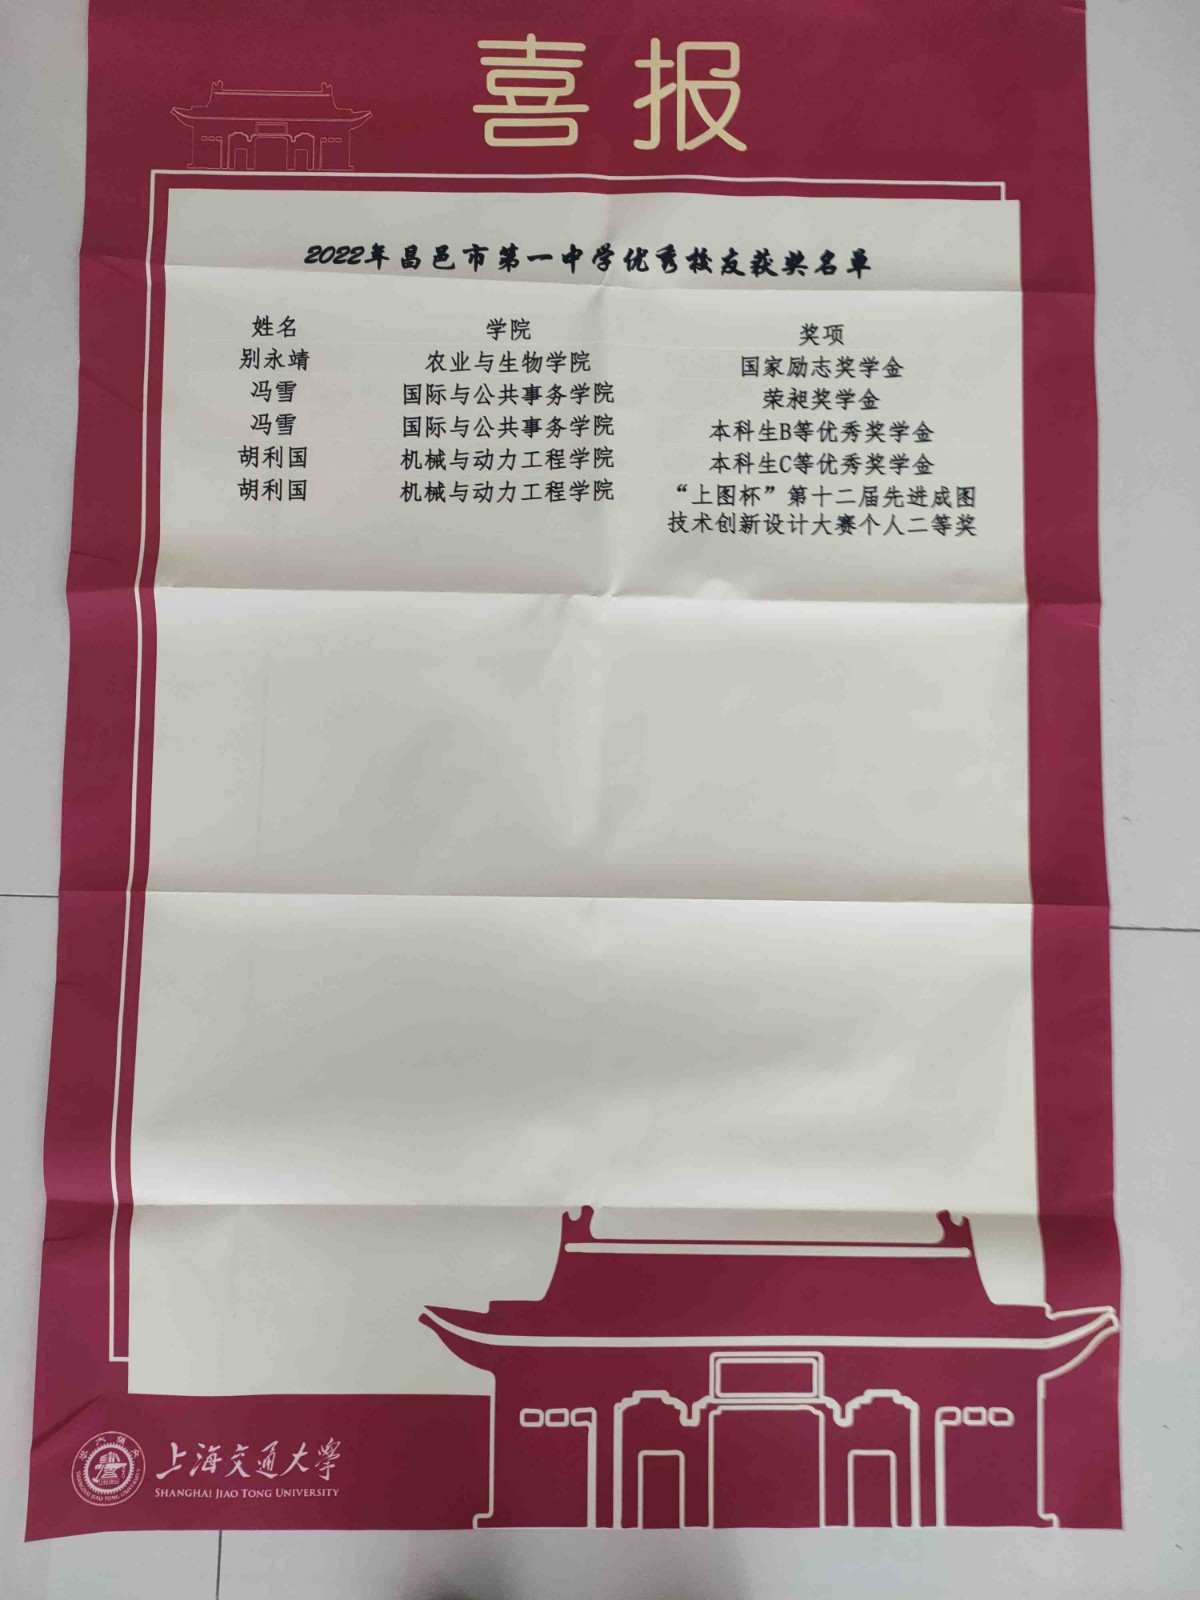 喜报
2022年昌邑市第一中学优秀校友获奖名单
姓名 学院 奖项
别永靖 农业与生物学院 国家励志奖学金
冯雪 国际与公共事务学院 荣昶奖学金
冯雪 国际与公共事务学院 本科生B等优秀奖学金
胡利国 机械与动力工程学院 本科生C等优秀奖学金
胡利国 机械与动力工程学院 “上图杯”第十二届先进成图
技术创新设计大赛个人二等奖
上海交通大學
SHANGHAI JIAO TONG UNIVERSITY